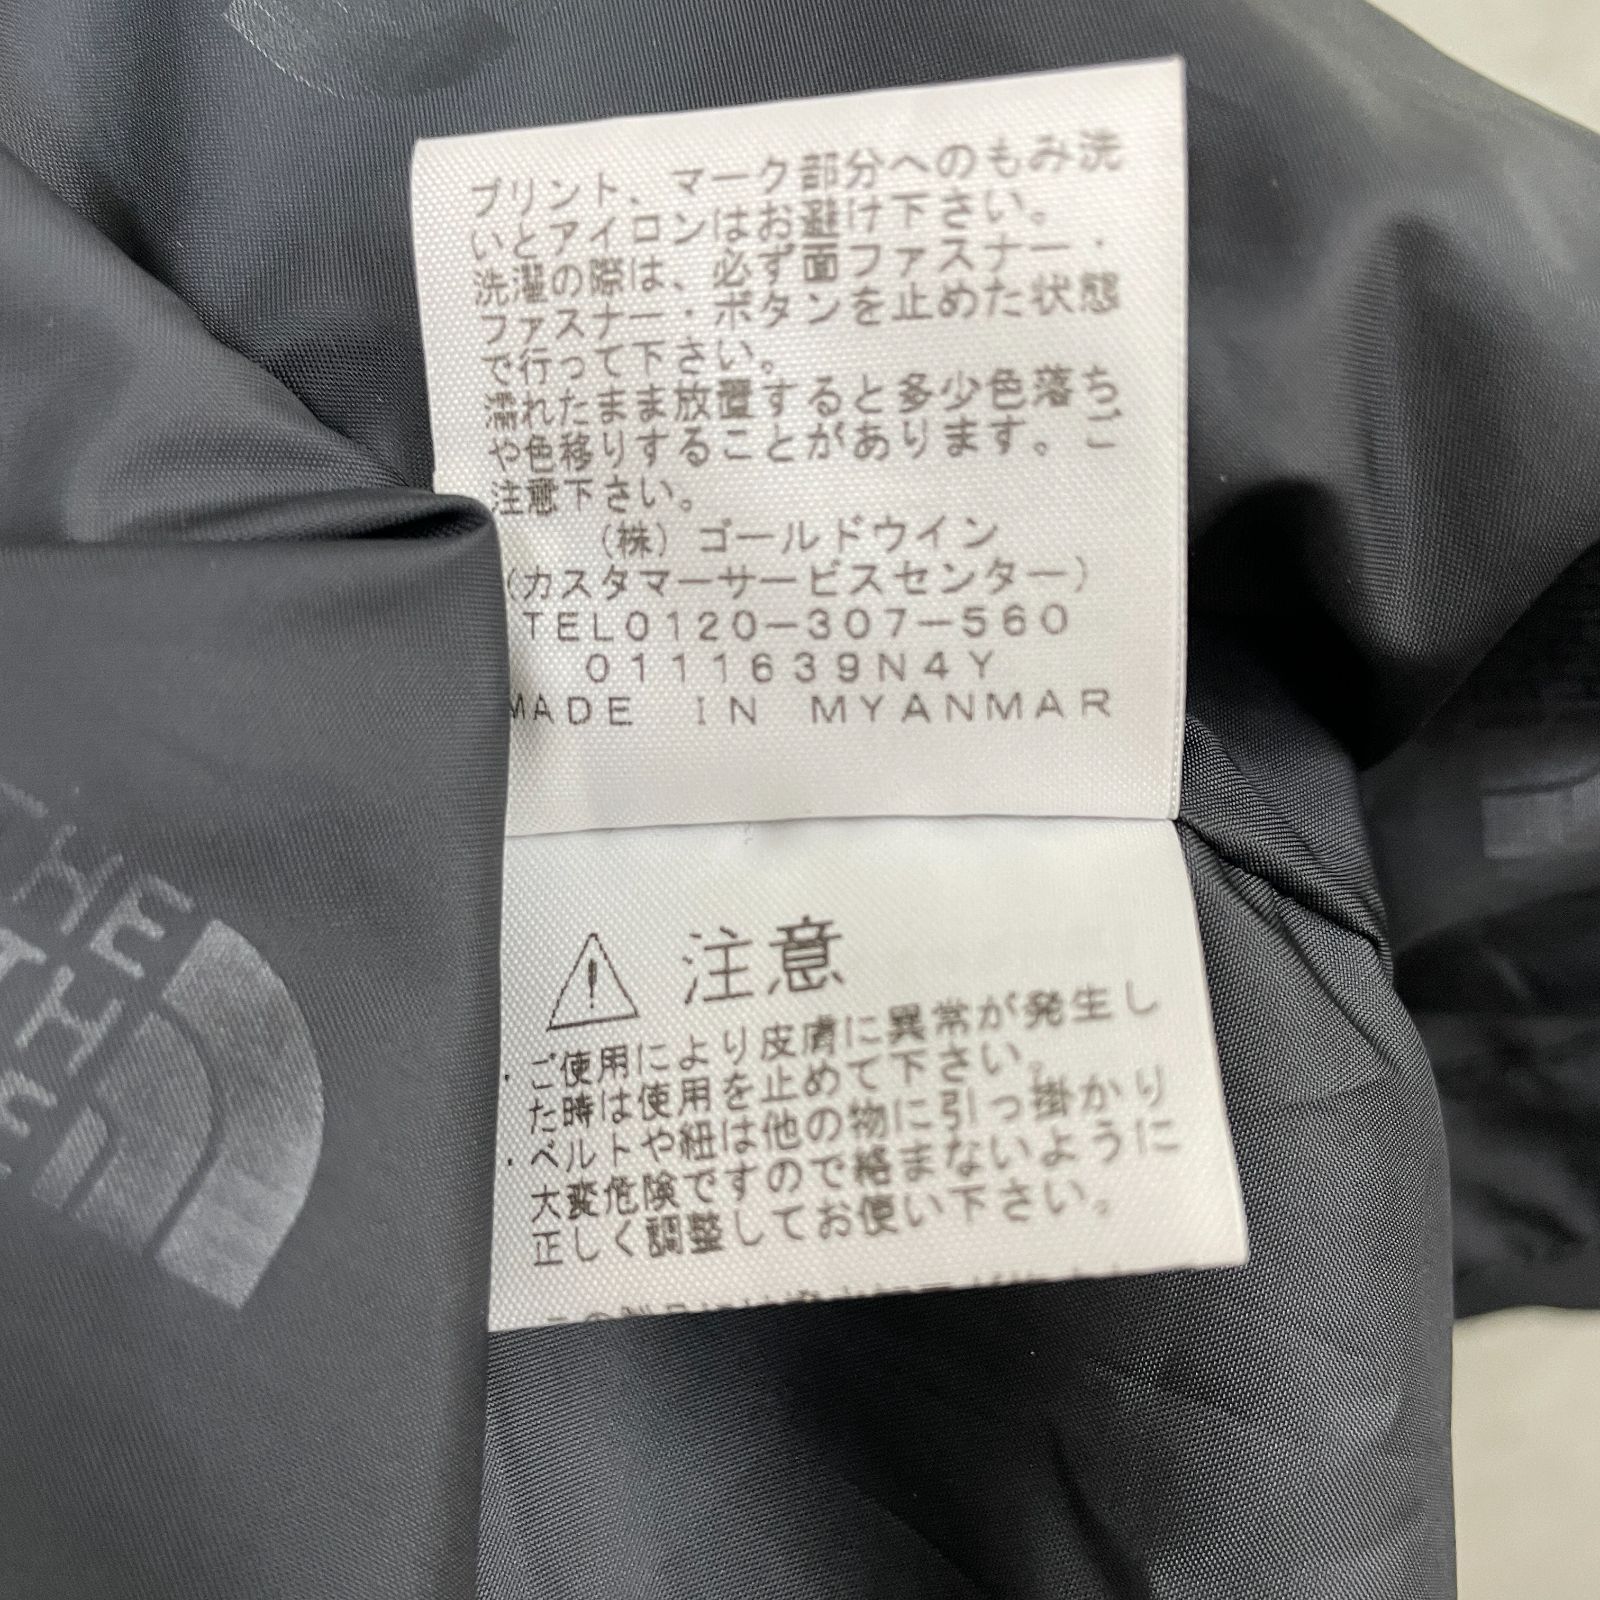 プリント、マーク部分へのもみ洗
いとアイロンはお避け下さい。
洗濯の際は、必ず面ファスナー・
ファスナー・ボタンを止めた状態
で行って下さい。
濡れたまま放置すると多少色落ち
や色移りすることがあります。ご
注意下さい。
(株)ゴールドウイン
(カスタマーサービスセンター)
TEL0120-307-560
0111639N4Y
MADE IN MYANMAR
注意
・ご使用により皮膚に異常が発生し
た時は使用を止めて下さい。
・ベルトや紐は他の物に引っ掛かり
大変危険ですので絡まないように
正しく調整してお使い下さい。